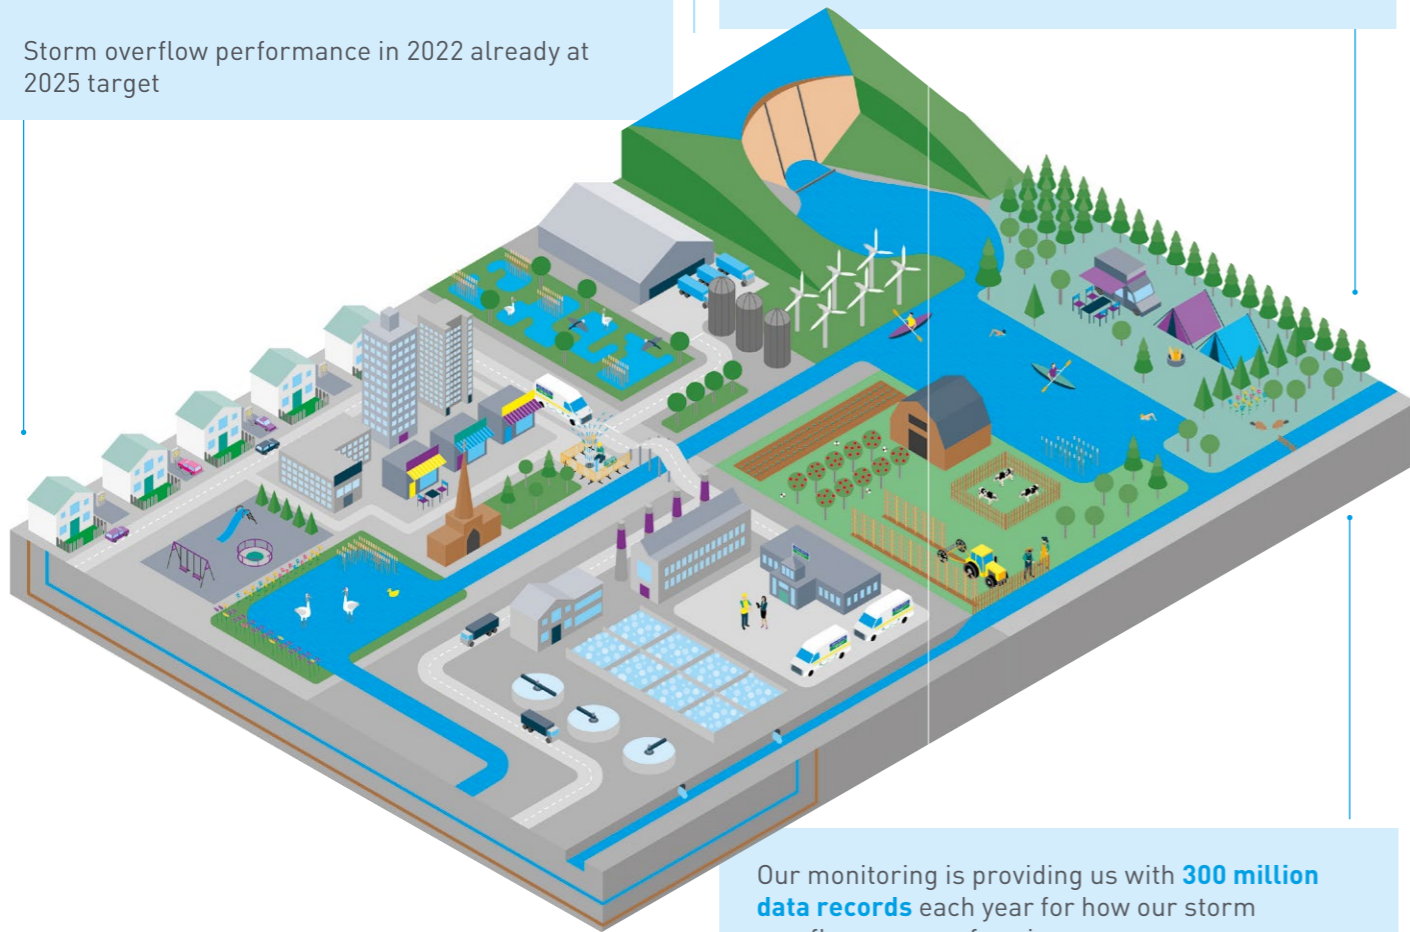 Storm overflow performance in 2022 already at
2025 target
Our monitoring is providing us with 300 million
data records each year for how our storm